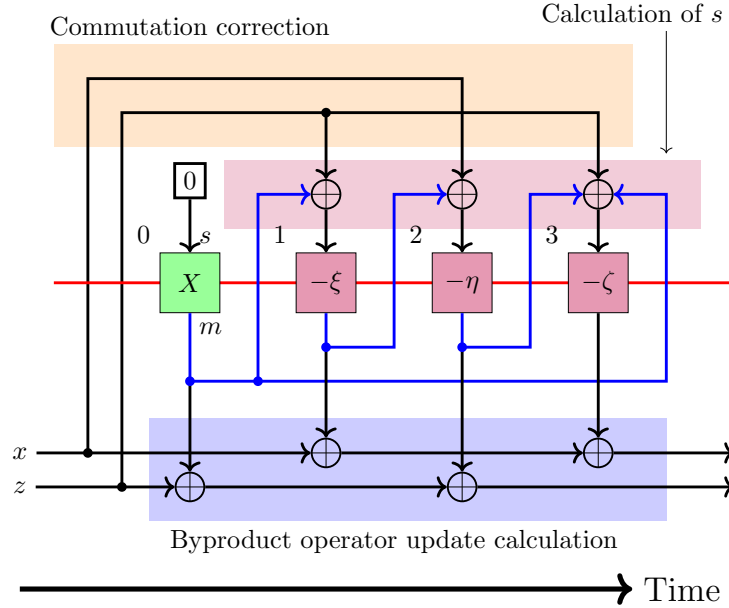 Calculation of s
Commutation correction
0
0 s 1 2 3
X −ξ −η −ζ
m
x
z
Byproduct operator update calculation
Time